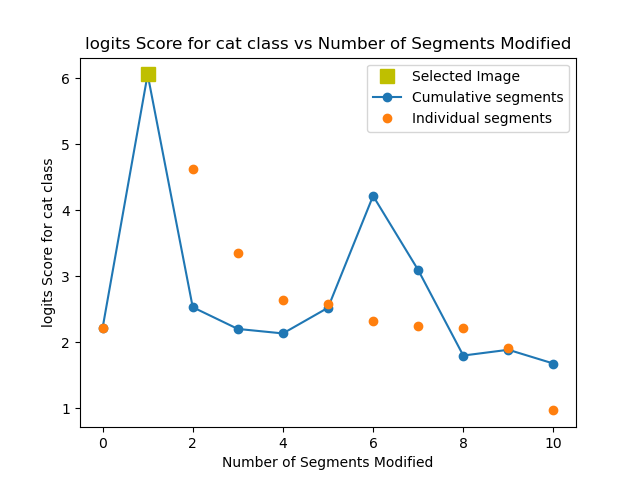 logits Score for cat class vs Number of Segments Modified
Selected Image
Cumulative segments
Individual segments
logits Score for cat class
6
5
4
3
2
1
0 2 4 6 8 10
Number of Segments Modified